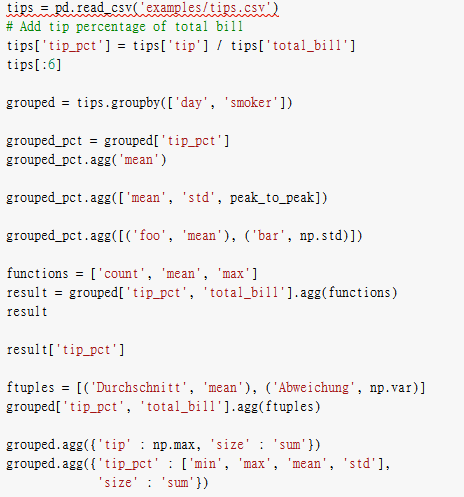 tips = pd.read_csv('examples/tips.csv')
# Add tip percentage of total bill
tips['tip_pct'] = tips['tip'] / tips['total_bill']
tips[:6]
grouped = tips.groupby(['day', 'smoker'])
grouped_pct = grouped['tip_pct']
grouped_pct.agg('mean')
grouped_pct.agg(['mean', 'std', peak_to_peak])
grouped_pct.agg([('foo', 'mean'), ('bar', np.std)])
functions = ['count', 'mean', 'max']
result = grouped['tip_pct', 'total_bill'].agg(functions)
result
result['tip_pct']
ftuples = [('Durchschnitt', 'mean'), ('Abweichung', np.var)]
grouped['tip_pct', 'total_bill'].agg(ftuples)
grouped.agg({'tip' : np.max, 'size' : 'sum'})
grouped.agg({'tip_pct' : ['min', 'max', 'mean', 'std'],
'size' : 'sum'})